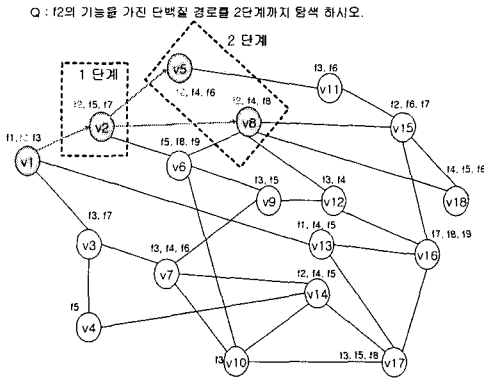 Q : f2의 기능을 가진 단백질 경로를 2단계까지 탐색 하시오.
2 단계
1 단계
v5
f2, f4, f6
f3, f6
v11
f2, f5, f7
v2
f2, f4, f8
v8
f2, f6, f7
v15
f1, f2, f3
v1
f5, f8, f9
v6
f4, f5, f6
v18
f3, f5
v9
f3, f4
v12
f3, f7
v3
f1, f4, f5
v13
f7, f8, f9
v16
f3, f4, f6
v7
f2, f4, f5
v14
f5
v4
f3
v10
f3, f5, f8
v17